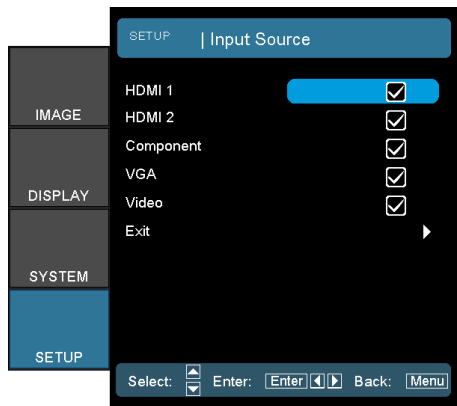 SETUP | Input Source
IMAGE
DISPLAY
SYSTEM
SETUP
HDMI 1
HDMI 2
Component
VGA
Video
Exit
Select: Enter: Enter Back: Menu